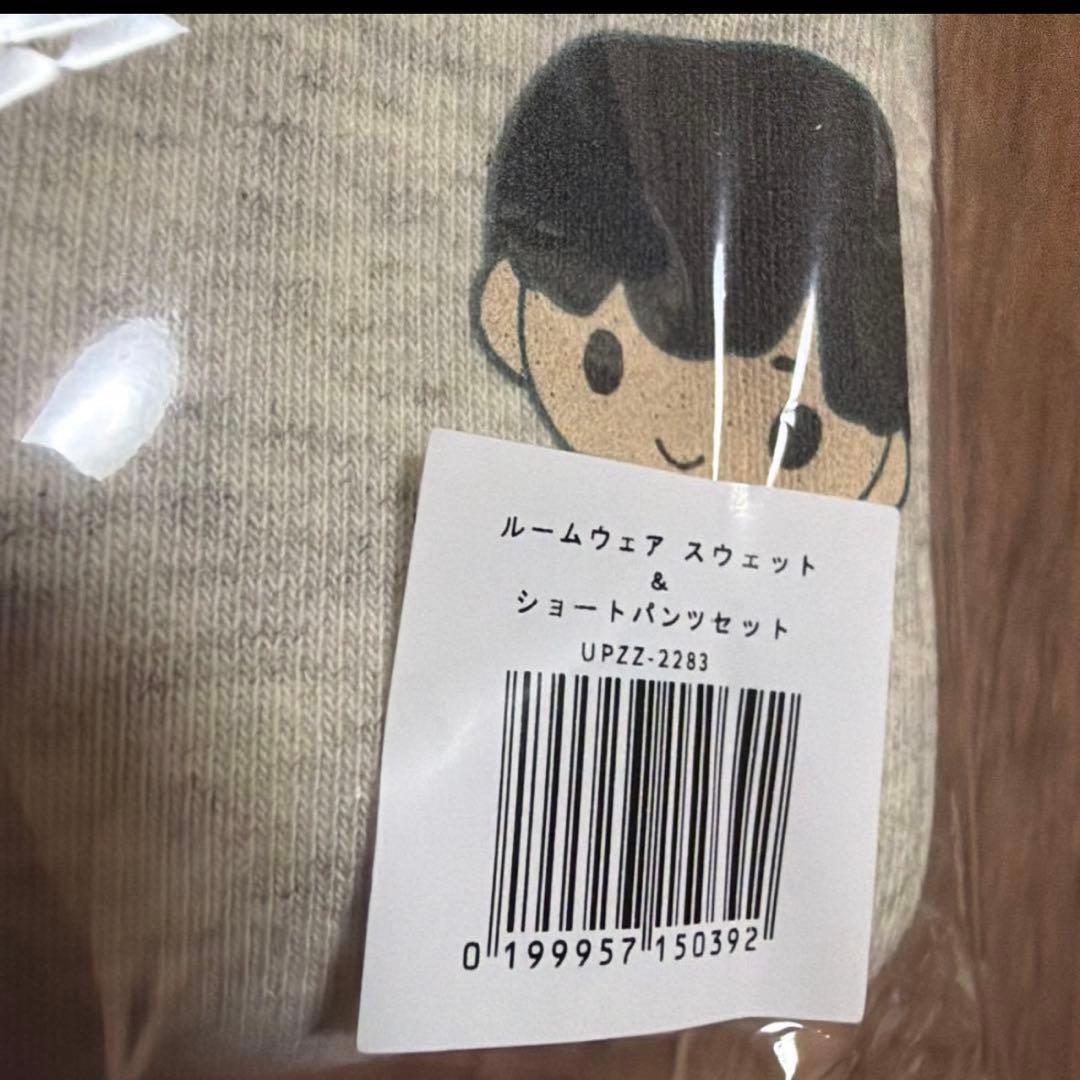 ルームウェア スウェット
&
ショートパンツセット
UPZZ-2283
0 199957 150392